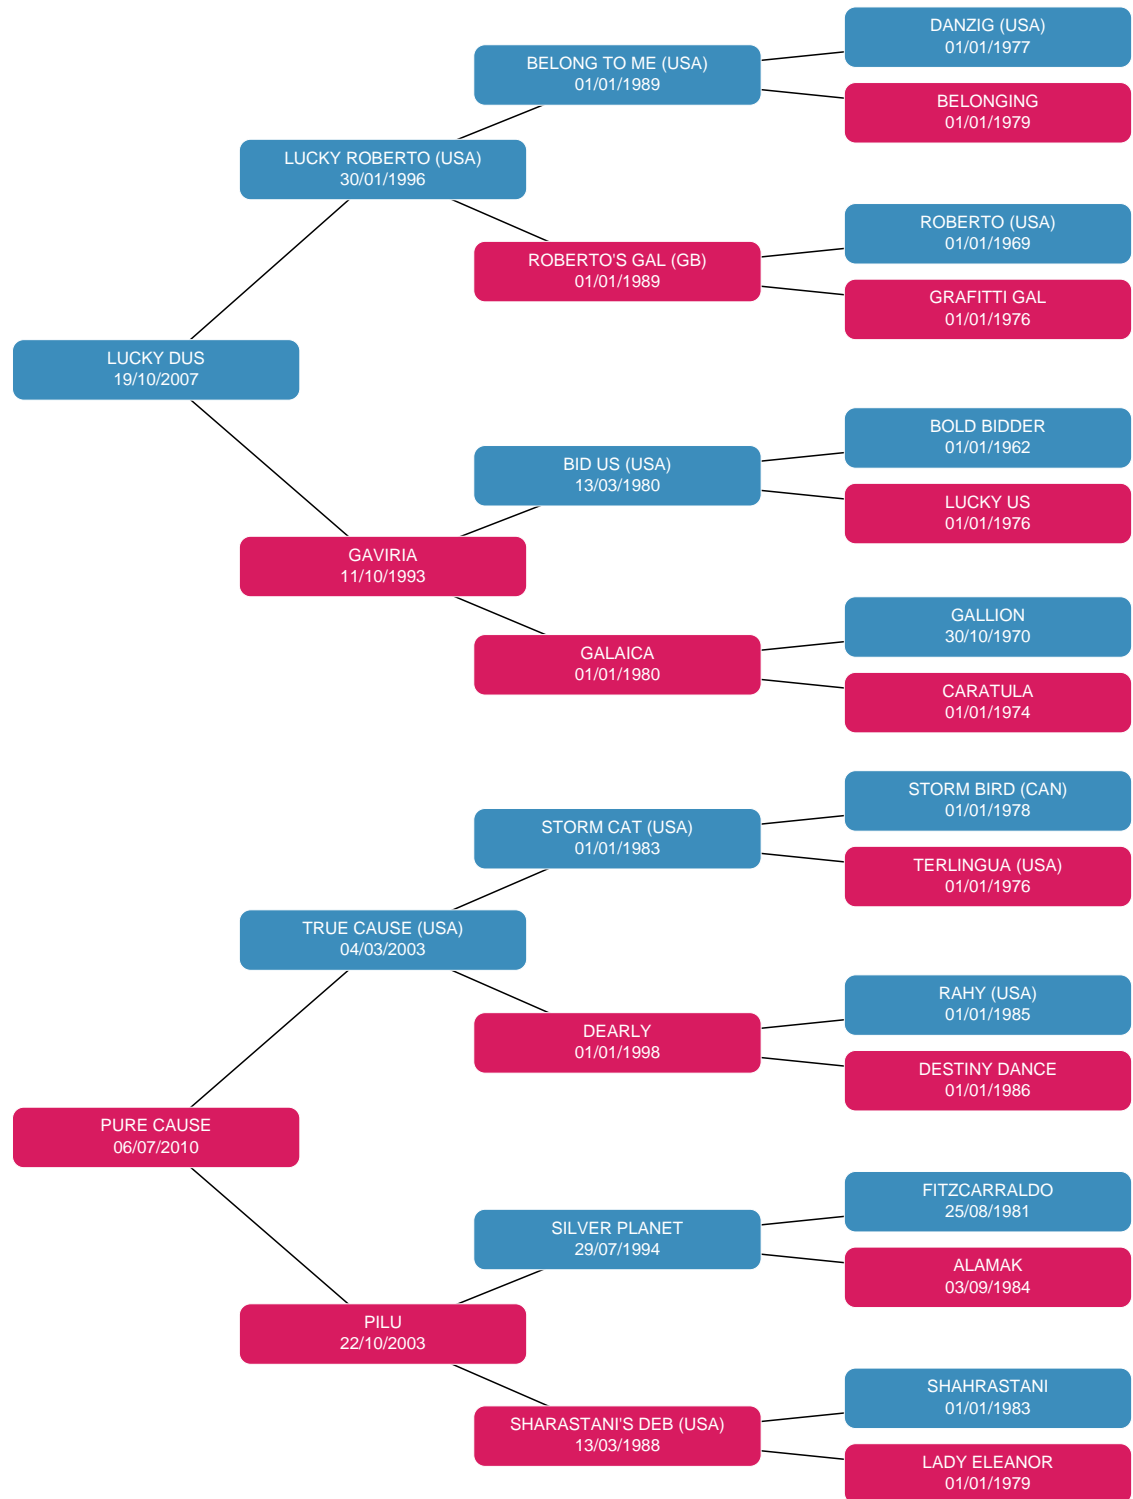 DANZIG (USA)
01/01/1977
BELONG TO ME (USA)
01/01/1989
BELONGING
01/01/1979
LUCKY ROBERTO (USA)
30/01/1996
ROBERTO (USA)
01/01/1969
ROBERTO'S GAL (GB)
01/01/1989
GRAFITTI GAL
01/01/1976
LUCKY DUS
19/10/2007
BOLD BIDDER
01/01/1962
BID US (USA)
13/03/1980
LUCKY US
01/01/1976
GAVIRIA
11/10/1993
GALLION
30/10/1970
GALAICA
01/01/1980
CARATULA
01/01/1974
STORM BIRD (CAN)
01/01/1978
STORM CAT (USA)
01/01/1983
TERLINGUA (USA)
01/01/1976
TRUE CAUSE (USA)
04/03/2003
RAHY (USA)
01/01/1985
DEARLY
01/01/1998
DESTINY DANCE
01/01/1986
PURE CAUSE
06/07/2010
FITZCARRALDO
25/08/1981
SILVER PLANET
29/07/1994
ALAMAK
03/09/1984
PILU
22/10/2003
SHAHRASTANI
01/01/1983
SHARASTANI'S DEB (USA)
13/03/1988
LADY ELEANOR
01/01/1979